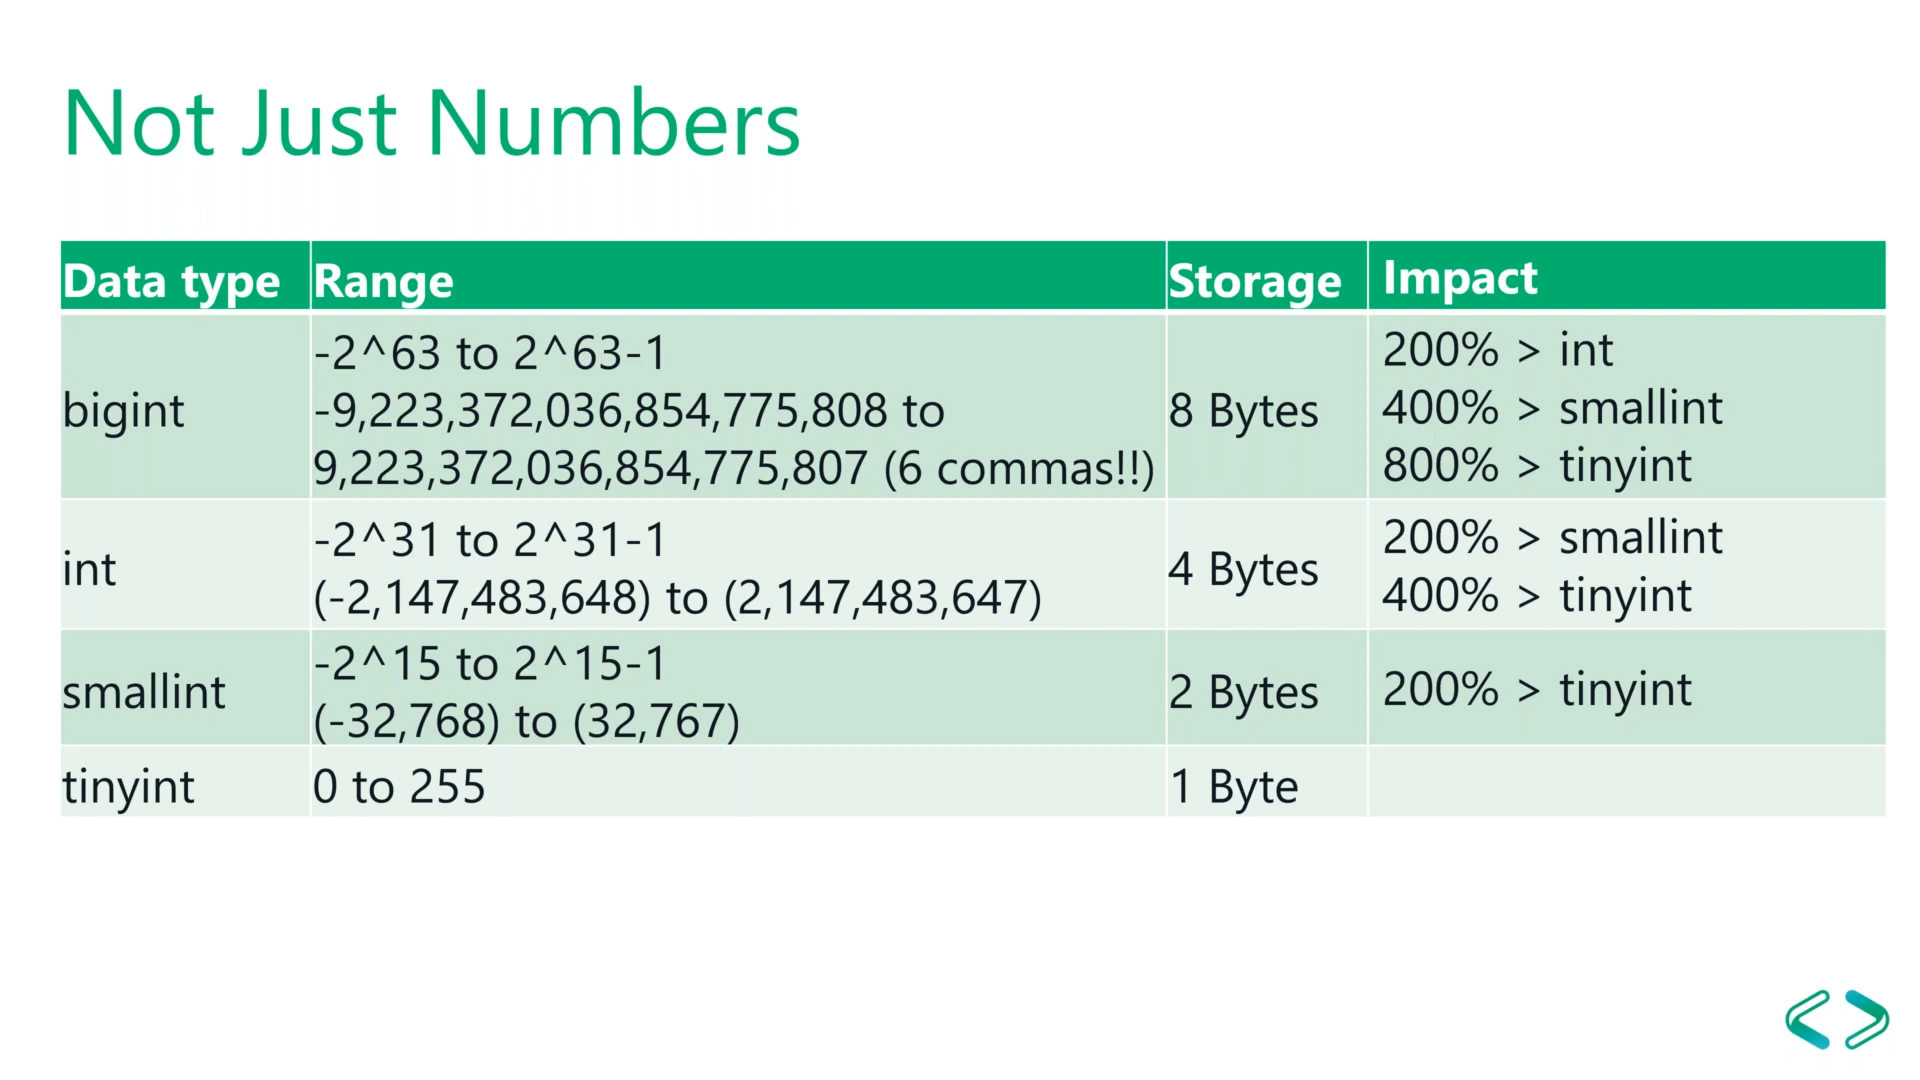 Not Just Numbers
Data type Range Storage Impact
bigint
-2^63 to 2^63-1
-9,223,372,036,854,775,808 to
9,223,372,036,854,775,807 (6 commas!!)
8 Bytes
200% > int
400% > smallint
800% > tinyint
int
-2^31 to 2^31-1
(-2,147,483,648) to (2,147,483,647)
4 Bytes
200% > smallint
400% > tinyint
smallint
-2^15 to 2^15-1
(-32,768) to (32,767)
2 Bytes
200% > tinyint
tinyint
0 to 255
1 Byte